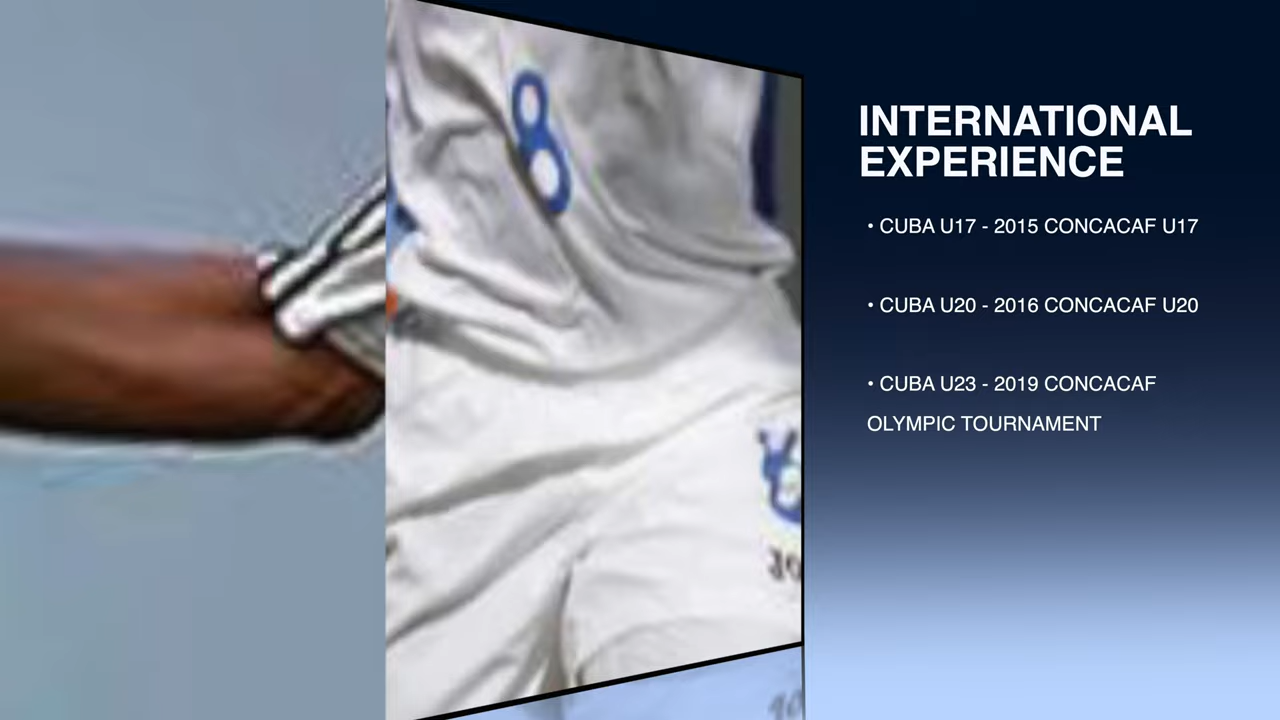 8
INTERNATIONAL
EXPERIENCE
• CUBA U17 - 2015 CONCACAF U17
• CUBA U20 - 2016 CONCACAF U20
• CUBA U23 - 2019 CONCACAF
OLYMPIC TOURNAMENT